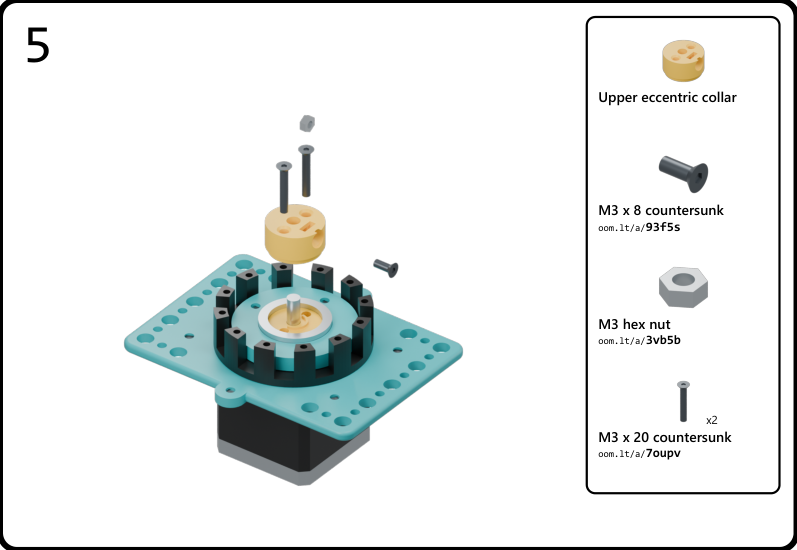 5
Upper eccentric collar
M3 x 8 countersunk
oom.lt/a/93f5s
M3 hex nut
oom.lt/a/3vb5b
x2
M3 x 20 countersunk
oom.lt/a/7oupv